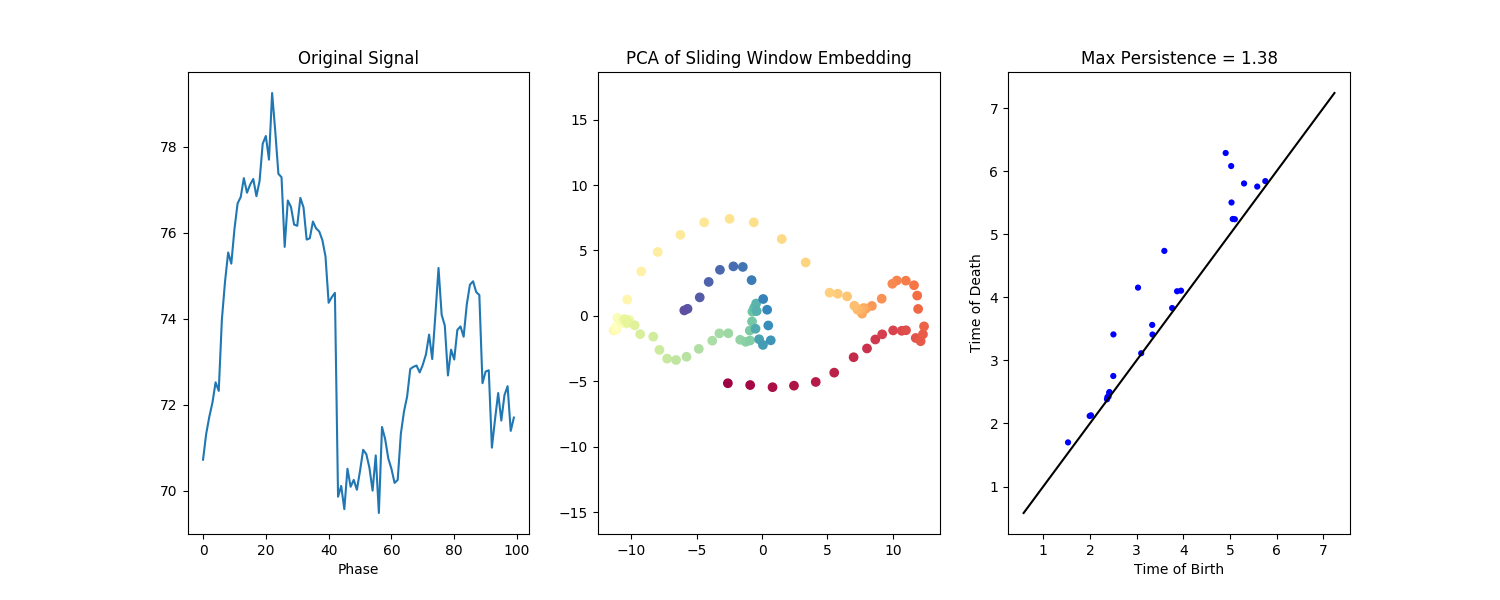 Original Signal
78
76
74
72
70
0 20 40 60 80 100
Phase
PCA of Sliding Window Embedding
15
10
5
0
−5
−10
−15
−10 −5 0 5 10
Max Persistence = 1.38
Time of Death
7
6
5
4
3
2
1
1 2 3 4 5 6 7
Time of Birth